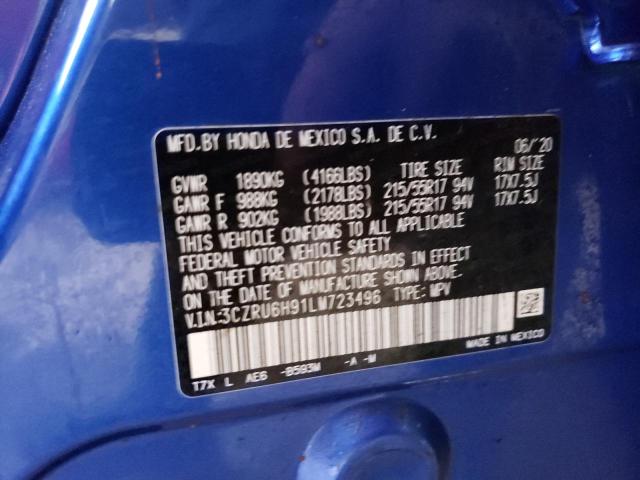 MFD. BY HONDA DE MEXICO S.A. DE C.V. 06/'20
GVWR 1890KG (4166LBS) TIRE SIZE RIM SIZE
GAWR F 988KG (2178LBS) 215/55R17 94V 17X7.5J
GAWR R 902KG (1988LBS) 215/55R17 94V 17X7.5J
THIS VEHICLE CONFORMS TO ALL APPLICABLE
FEDERAL MOTOR VEHICLE SAFETY
AND THEFT PREVENTION STANDARDS IN EFFECT
ON THE DATE OF MANUFACTURE SHOWN ABOVE.
V.I.N.:3CZRU6H91LM723496 TYPE: MPV
T7X L AE6 -B593M -A -M
MADE IN MEXICO